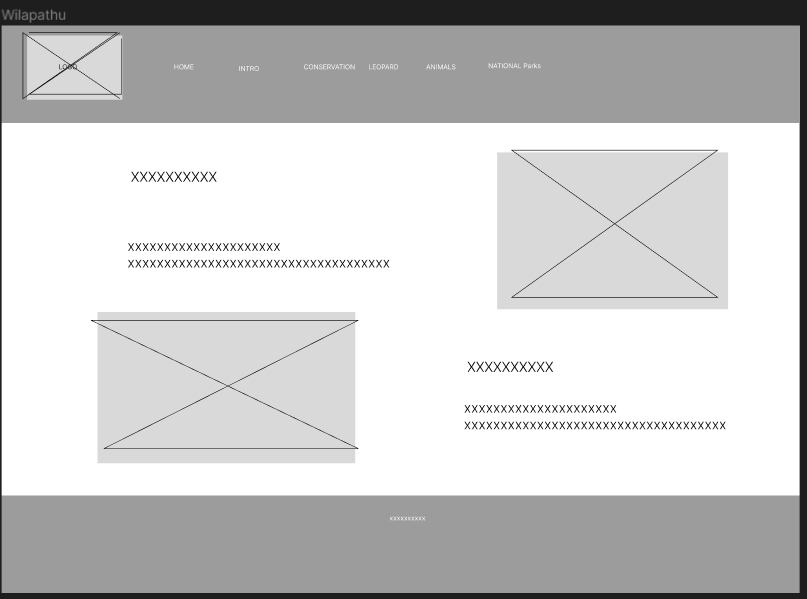 Wilapathu
LOGO
HOME
INTRO
CONSERVATION
LEOPARD
ANIMALS
NATIONAL Parks
XXXXXXXXXX
XXXXXXXXXXXXXXXXXXXXX
XXXXXXXXXXXXXXXXXXXXXXXXXXXXXXXXXXXX
XXXXXXXXXX
XXXXXXXXXXXXXXXXXXXXX
XXXXXXXXXXXXXXXXXXXXXXXXXXXXXXXXXXXX
XXXXXXXXXX